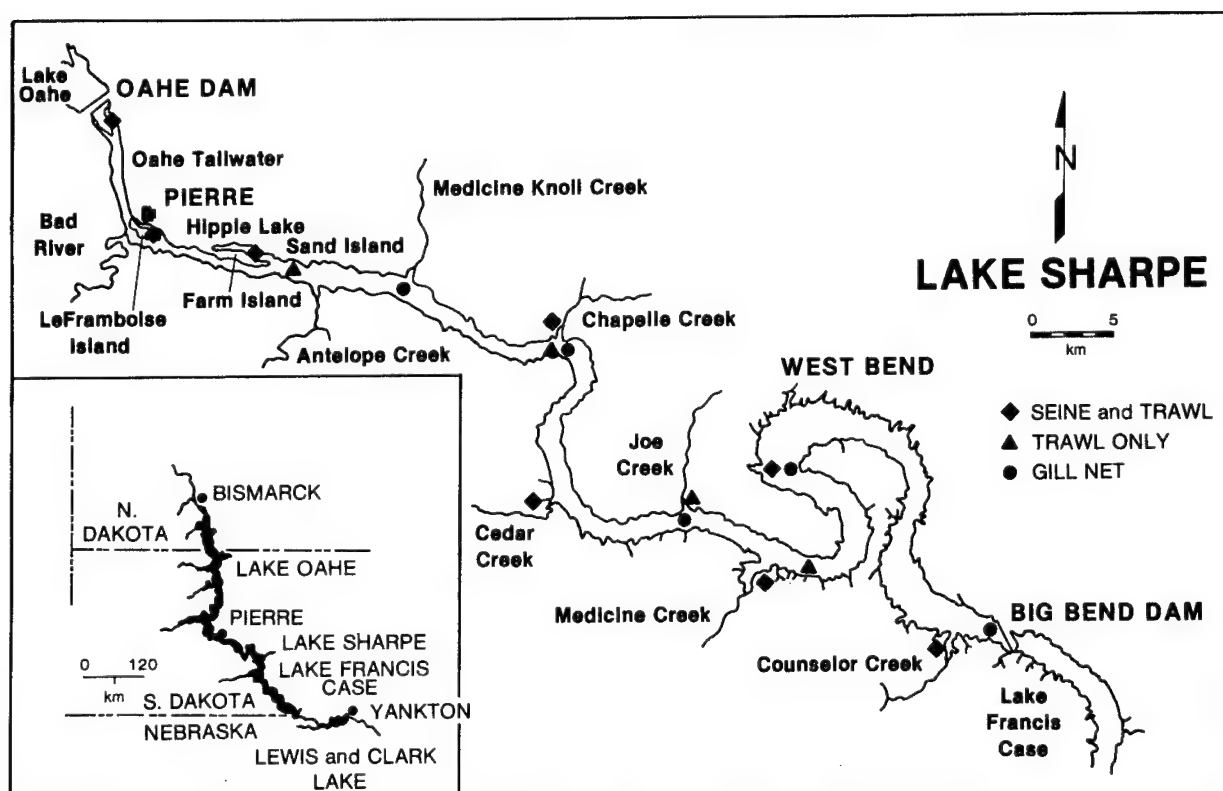 Lake
Oahe
OAHE DAM
Oahe Tailwater
PIERRE
Bad
River
Hipple Lake
Sand Island
Medicine Knoll Creek
Farm Island
LeFramboise
Island
Antelope Creek
Chapelle Creek
N
LAKE SHARPE
0 5
km
WEST BEND
SEINE and TRAWL
TRAWL ONLY
GILL NET
Joe
Creek
Cedar
Creek
Medicine Creek
Counselor Creek
BIG BEND DAM
Lake
Francis
Case
BISMARCK
N.
DAKOTA
LAKE OAHE
PIERRE
LAKE SHARPE
LAKE FRANCIS
CASE
0 120
km
S. DAKOTA
NEBRASKA
YANKTON
LEWIS and CLARK
LAKE